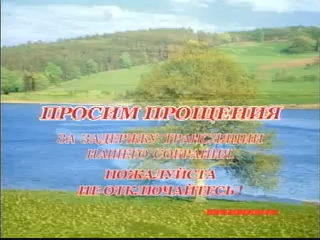 ПРОСИМ ПРОЩЕНИЯ
ЗА ЗАДЕРЖКУ ТРАНСЛЯЦИИ
НАШЕГО СОБРАНИЯ
ПОЖАЛУЙСТА
НЕ ОТКЛЮЧАЙТЕСЬ!